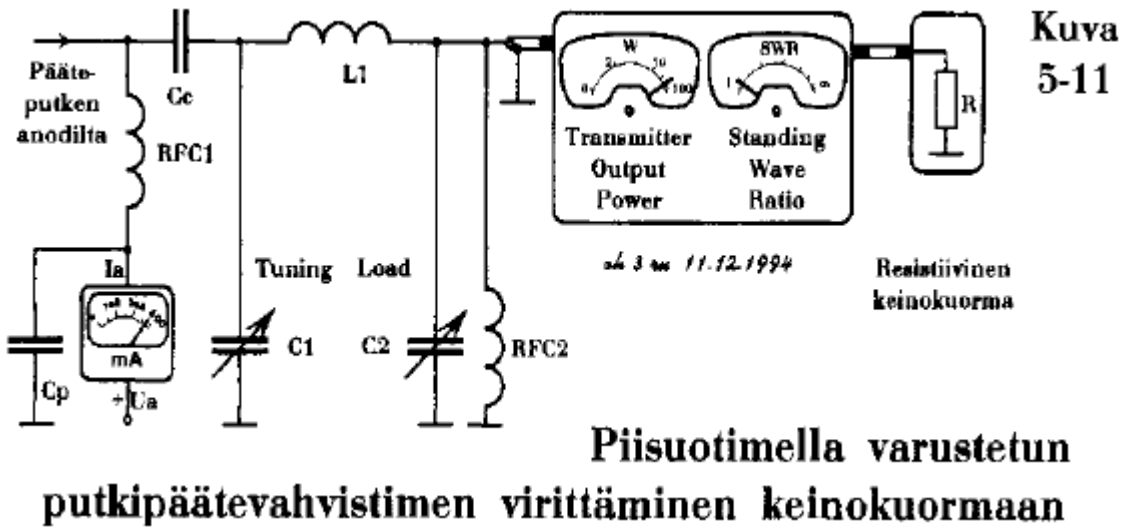 Kuva
5-11
Pääte-
putken
anodilta
Cc
L1
RFC1
W
SWR
Transmitter
Output
Power
Standing
Wave
Ratio
R
Ia
Tuning
Load
11.12.1994
Resistiivinen
keinokuorma
mA
C1
C2
RFC2
Cp
+ Ua
Piisuotimella varustetun
putkipäätevahvistimen virittäminen keinokuormaan